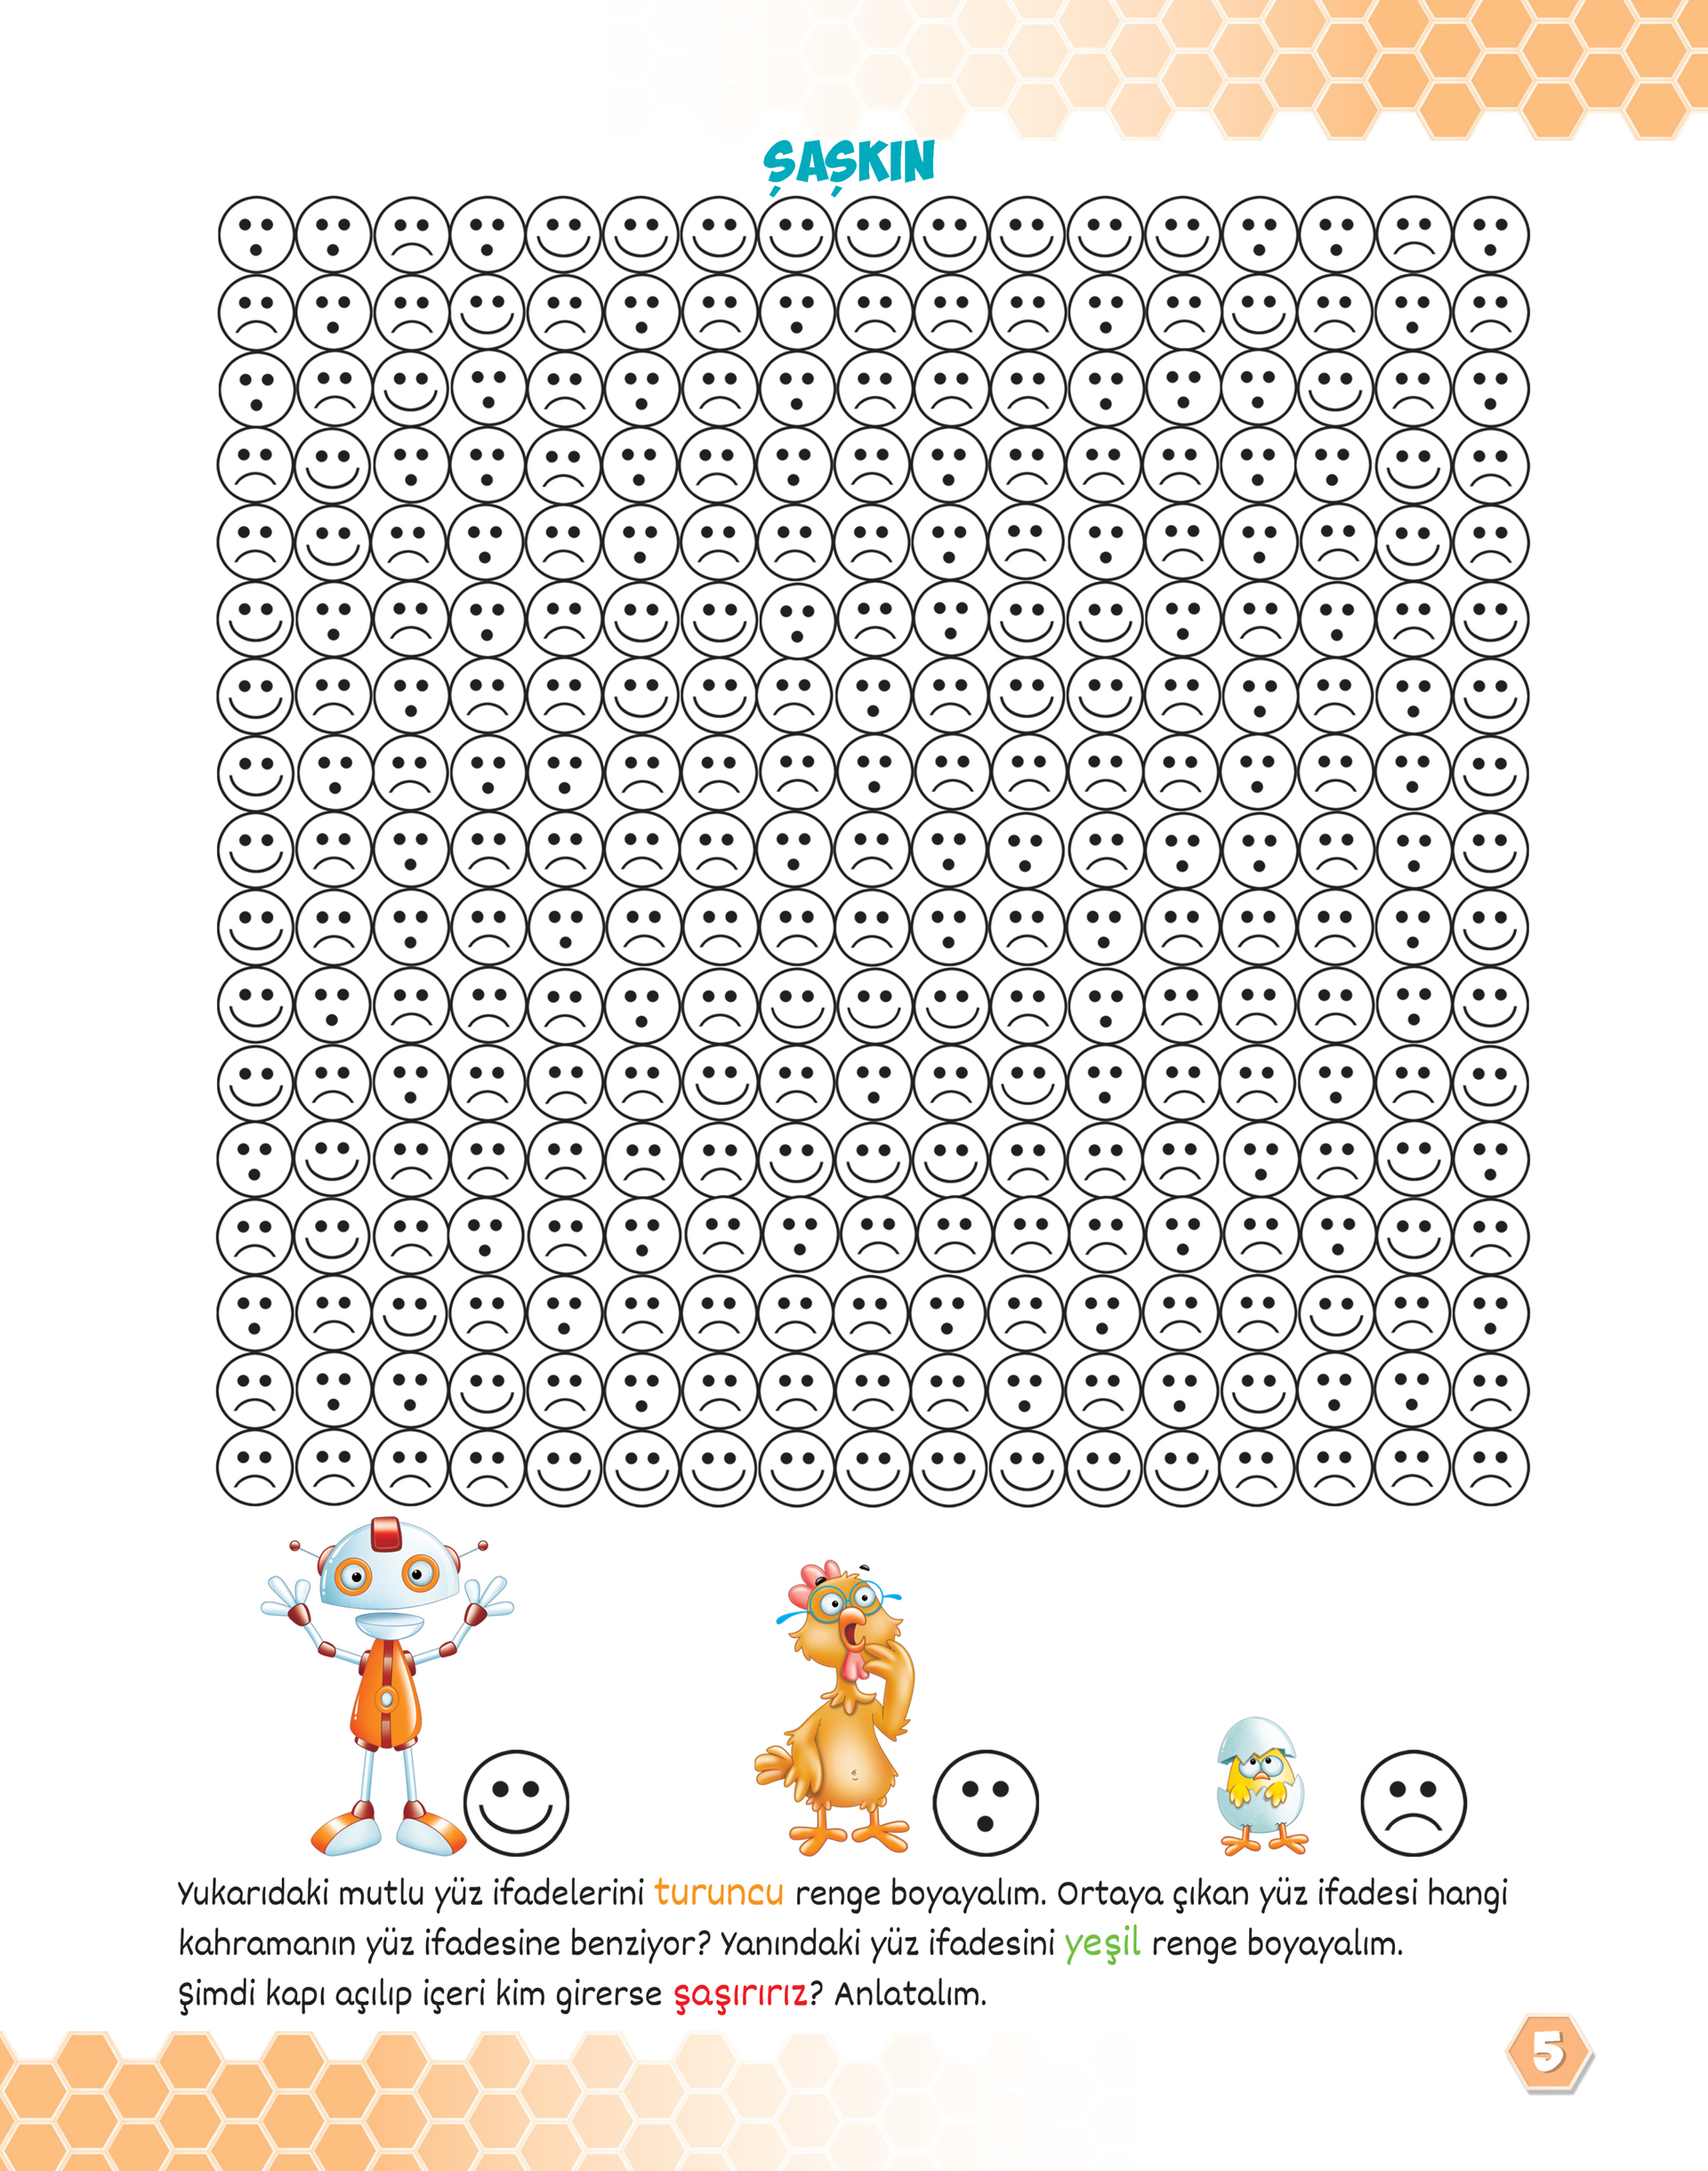 ŞAŞKIN
Yukarıdaki mutlu yüz ifadelerini turuncu renge boyayalım. Ortaya çıkan yüz ifadesi hangi
kahramanın yüz ifadesine benziyor? Yanındaki yüz ifadesini yeşil renge boyayalım.
Şimdi kapı açılıp içeri kim girerse şaşırırız? Anlatalım.
5